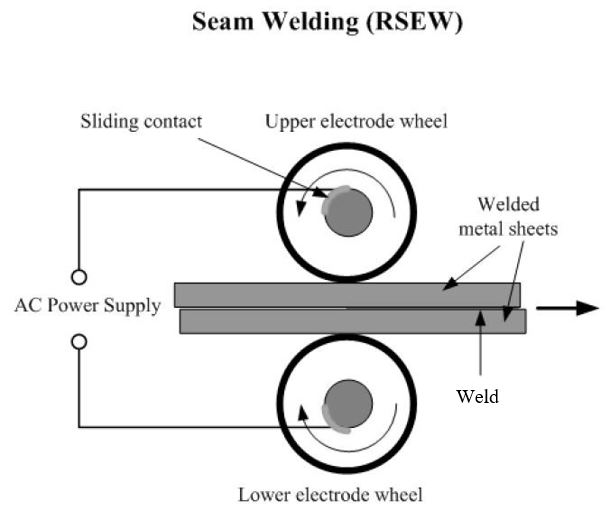 Seam Welding (RSEW)
Sliding contact
Upper electrode wheel
Welded
metal sheets
AC Power Supply
Weld
Lower electrode wheel